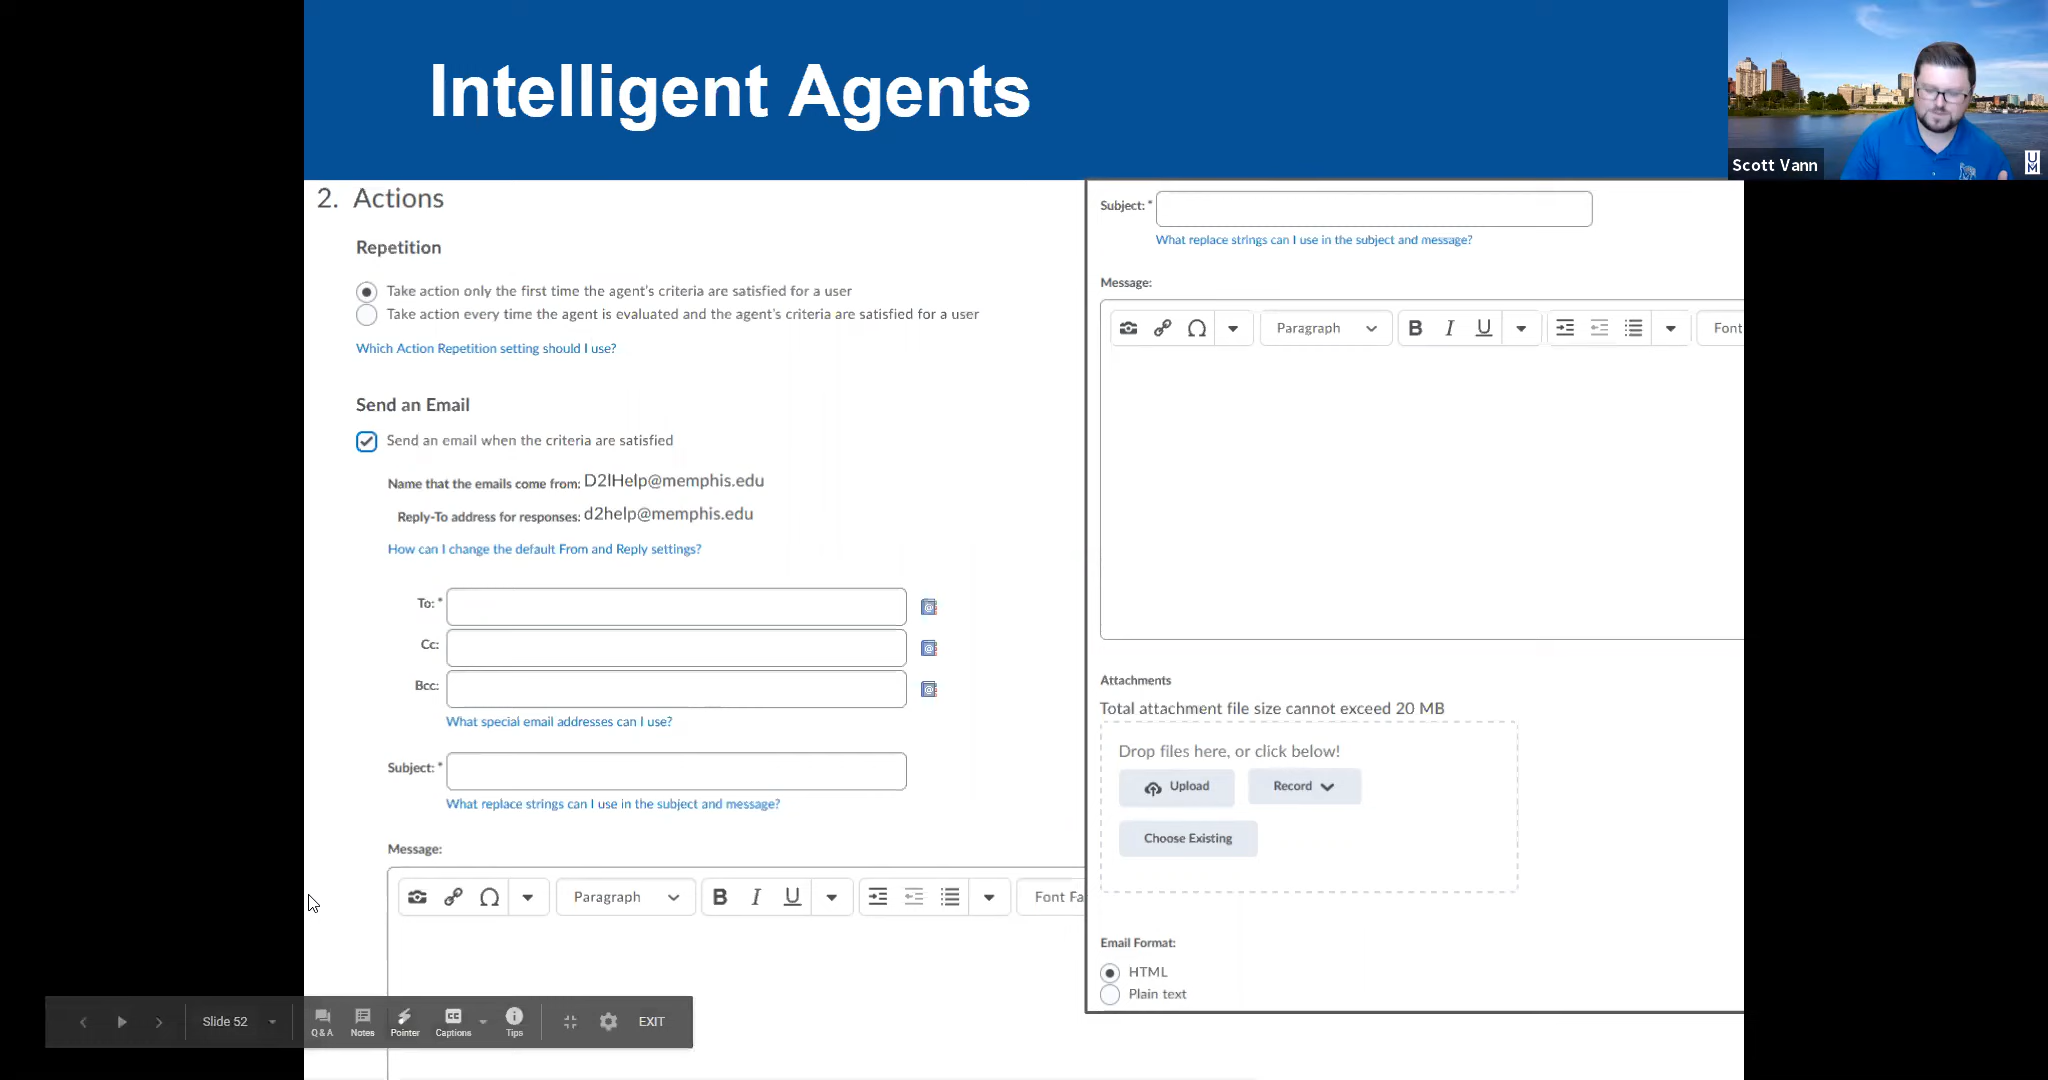 Intelligent Agents
Scott Vann
2. Actions
Repetition
Take action only the first time the agent's criteria are satisfied for a user
Take action every time the agent is evaluated and the agent's criteria are satisfied for a user
Which Action Repetition setting should I use?
Send an Email
Send an email when the criteria are satisfied
Name that the emails come from: D2lHelp@memphis.edu
Reply-To address for responses: d2help@memphis.edu
How can I change the default From and Reply settings?
To: *
Cc:
Bcc:
What special email addresses can I use?
Subject: *
What replace strings can I use in the subject and message?
Message:
Paragraph B I U Font Fa
Subject: *
What replace strings can I use in the subject and message?
Message:
Paragraph B I U Font
Attachments
Total attachment file size cannot exceed 20 MB
Drop files here, or click below!
Upload Record
Choose Existing
Email Format:
HTML
Plain text
Slide 52 Q&A Notes Pointer CC Captions Tips EXIT